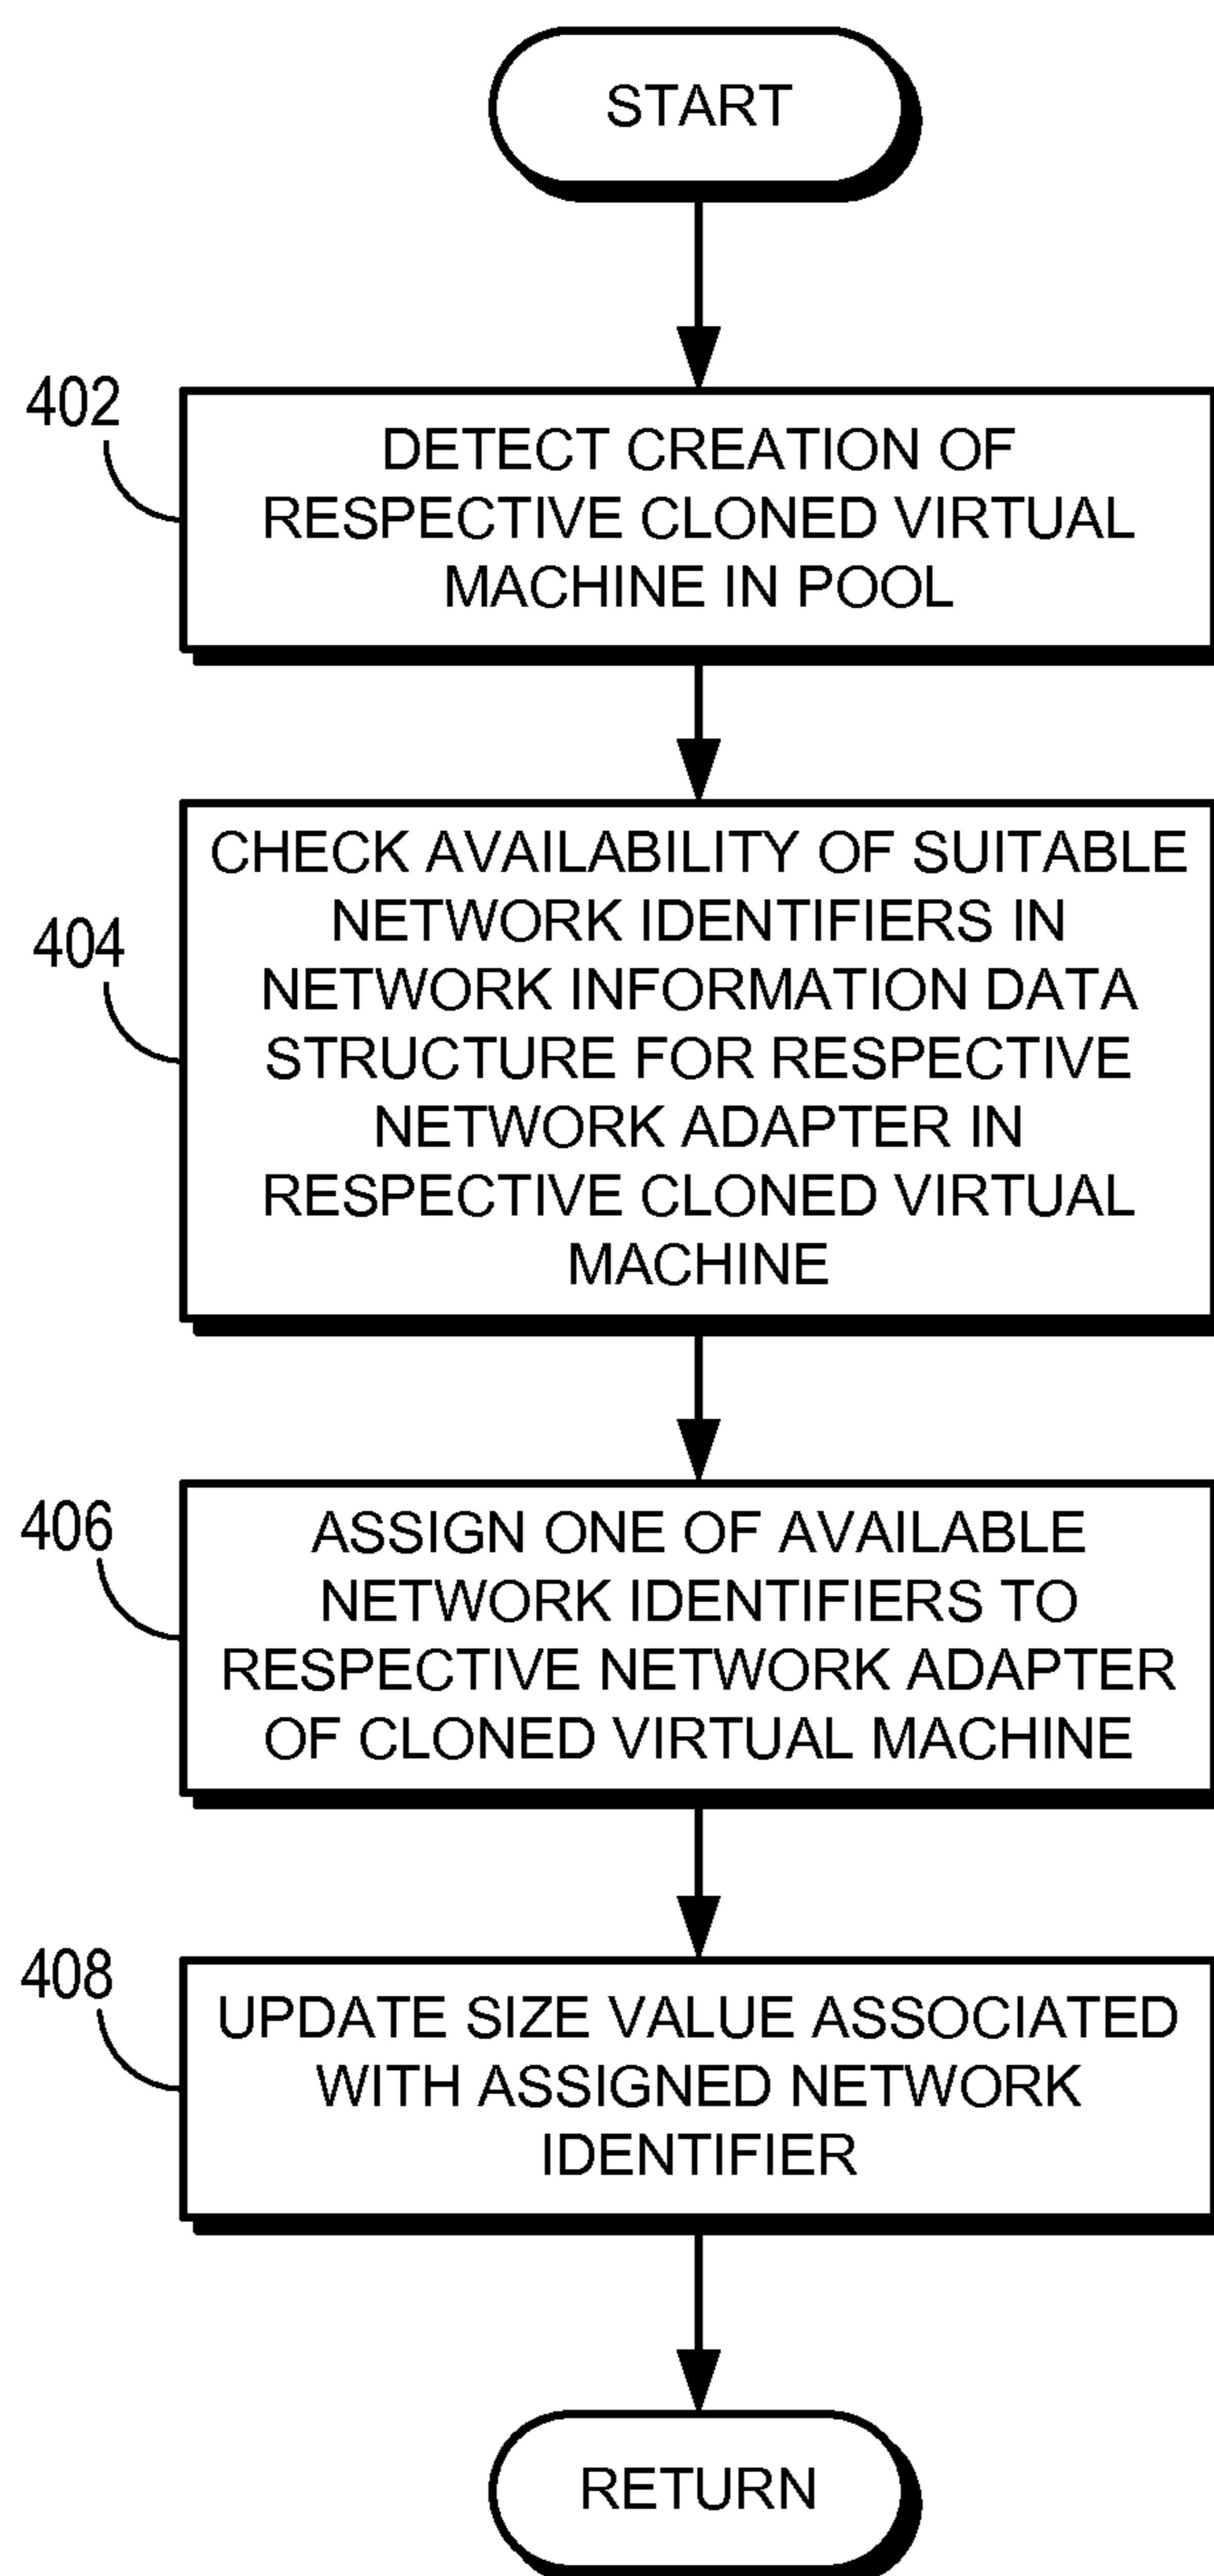 START
402
DETECT CREATION OF
RESPECTIVE CLONED VIRTUAL
MACHINE IN POOL
404
CHECK AVAILABILITY OF SUITABLE
NETWORK IDENTIFIERS IN
NETWORK INFORMATION DATA
STRUCTURE FOR RESPECTIVE
NETWORK ADAPTER IN
RESPECTIVE CLONED VIRTUAL
MACHINE
406
ASSIGN ONE OF AVAILABLE
NETWORK IDENTIFIERS TO
RESPECTIVE NETWORK ADAPTER
OF CLONED VIRTUAL MACHINE
408
UPDATE SIZE VALUE ASSOCIATED
WITH ASSIGNED NETWORK
IDENTIFIER
RETURN